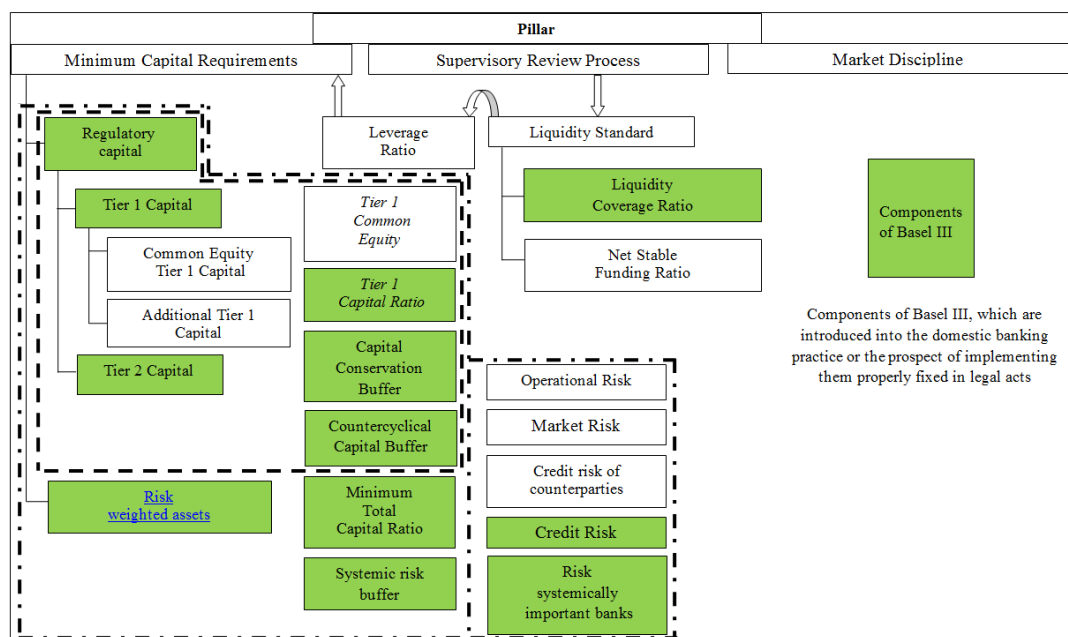 Pillar
Minimum Capital Requirements
Supervisory Review Process
Market Discipline
Regulatory
capital
Leverage
Ratio
Liquidity Standard
Tier 1 Capital
Common Equity
Tier 1 Capital
Additional Tier 1
Capital
Tier 2 Capital
Risk
weighted assets
Tier 1
Common
Equity
Tier 1
Capital Ratio
Capital
Conservation
Buffer
Countercyclical
Capital Buffer
Minimum
Total
Capital Ratio
Systemic risk
buffer
Liquidity
Coverage Ratio
Net Stable
Funding Ratio
Operational Risk
Market Risk
Credit risk of
counterparties
Credit Risk
Risk
systemically
important banks
Components
of Basel III
Components of Basel III, which are
introduced into the domestic banking
practice or the prospect of implementing
them properly fixed in legal acts